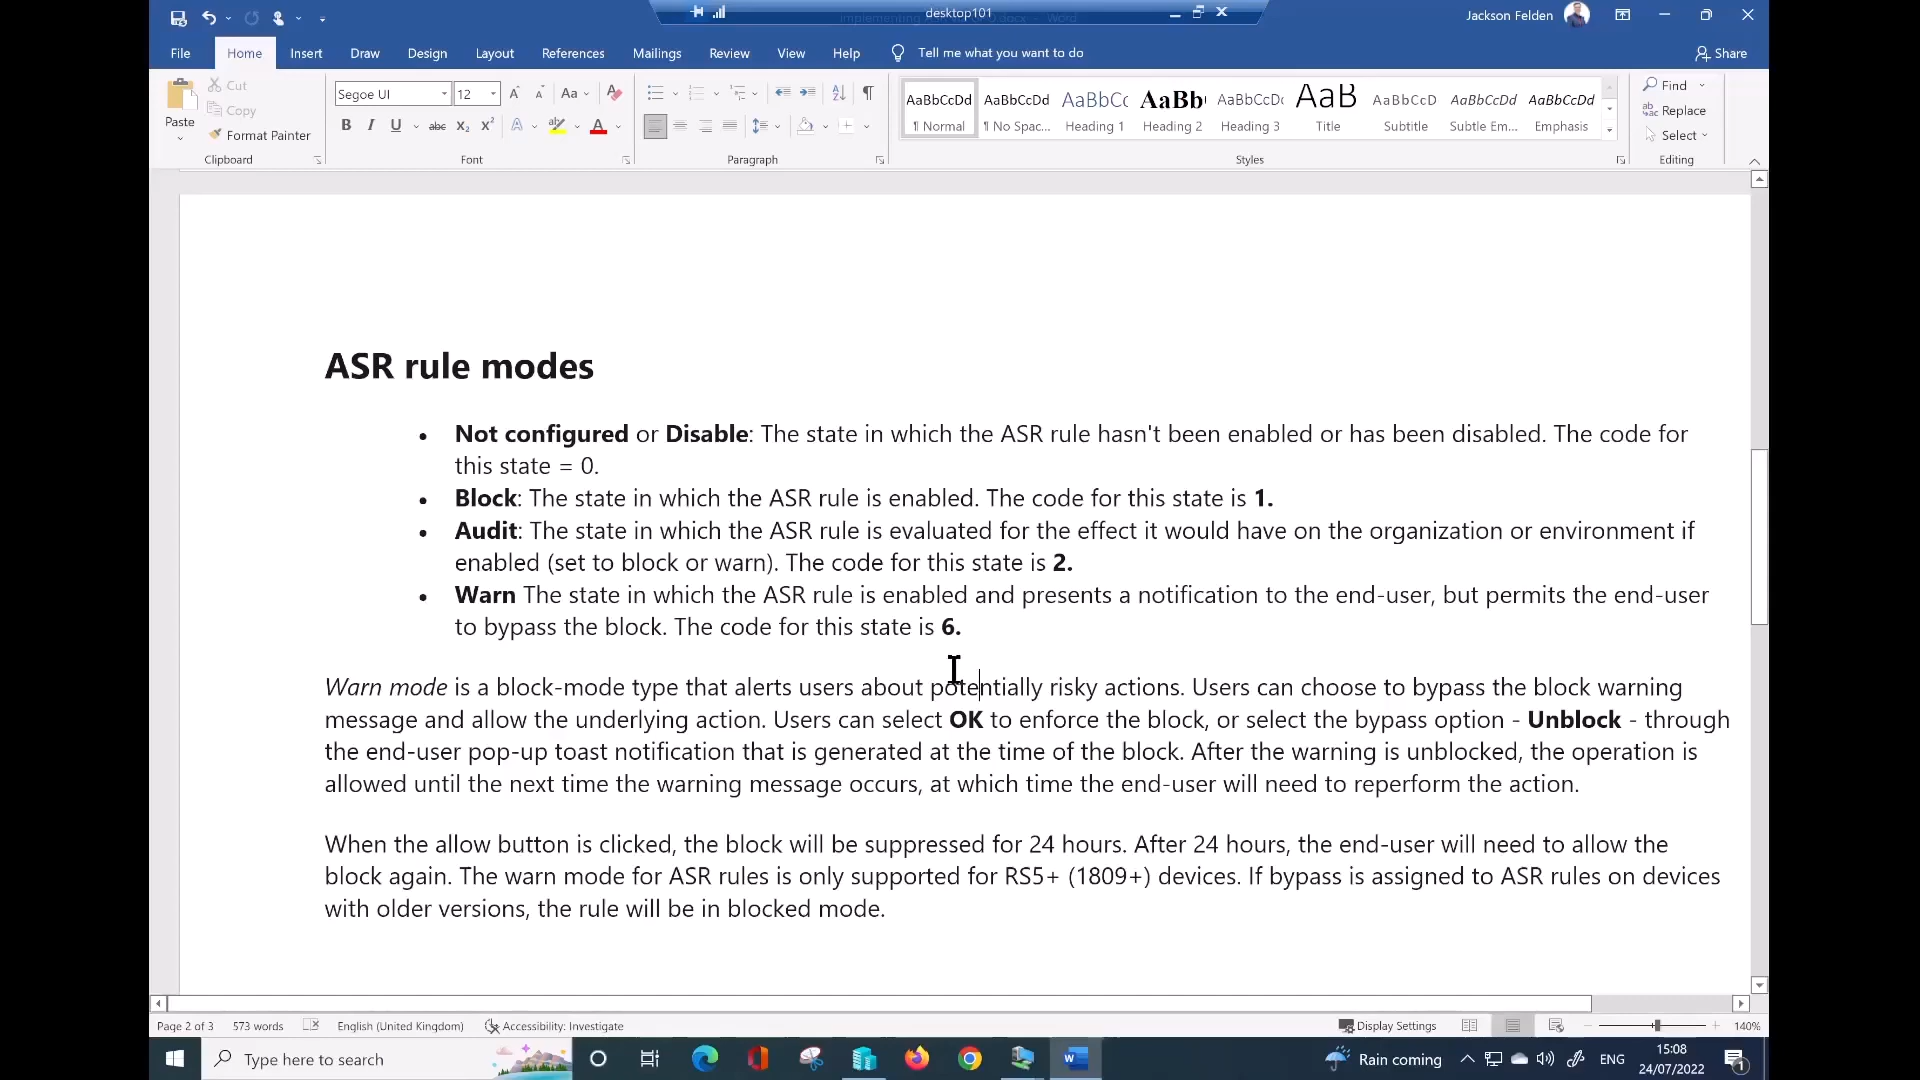 desktop101
Jackson Felden
File Home Insert Draw Design Layout References Mailings Review View Help Tell me what you want to do Share
Paste
Cut
Copy
Format Painter
Clipboard
Segoe UI 12
Font
Paragraph
AaBbCcDd AaBbCcDd AaBbCc AaBb AaBbCcDc AaB AaBbCcD AaBbCcDd AaBbCcDd
¶ Normal ¶ No Spac... Heading 1 Heading 2 Heading 3 Title Subtitle Subtle Em... Emphasis
Styles
Find
Replace
Select
Editing
ASR rule modes
• Not configured or Disable: The state in which the ASR rule hasn't been enabled or has been disabled. The code for
this state = 0.
• Block: The state in which the ASR rule is enabled. The code for this state is 1.
• Audit: The state in which the ASR rule is evaluated for the effect it would have on the organization or environment if
enabled (set to block or warn). The code for this state is 2.
• Warn The state in which the ASR rule is enabled and presents a notification to the end-user, but permits the end-user
to bypass the block. The code for this state is 6.
Warn mode is a block-mode type that alerts users about potentially risky actions. Users can choose to bypass the block warning
message and allow the underlying action. Users can select OK to enforce the block, or select the bypass option - Unblock - through
the end-user pop-up toast notification that is generated at the time of the block. After the warning is unblocked, the operation is
allowed until the next time the warning message occurs, at which time the end-user will need to reperform the action.
When the allow button is clicked, the block will be suppressed for 24 hours. After 24 hours, the end-user will need to allow the
block again. The warn mode for ASR rules is only supported for RS5+ (1809+) devices. If bypass is assigned to ASR rules on devices
with older versions, the rule will be in blocked mode.
Page 2 of 3 573 words English (United Kingdom) Accessibility: Investigate Display Settings 140%
Type here to search
Rain coming
ENG
15:08
24/07/2022
1